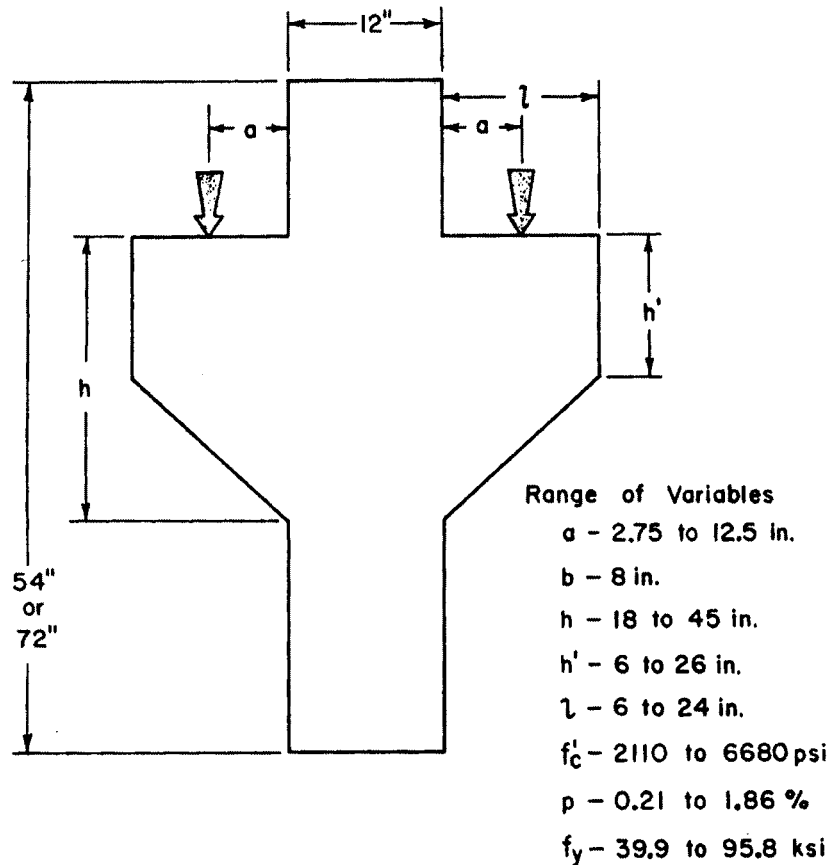 12"
a
a
l
h
h'
54"
or
72"
Range of Variables
a - 2.75 to 12.5 in.
b - 8 in.
h - 18 to 45 in.
h' - 6 to 26 in.
l - 6 to 24 in.
f'c - 2110 to 6680 psi
p - 0.21 to 1.86 %
fy - 39.9 to 95.8 ksi